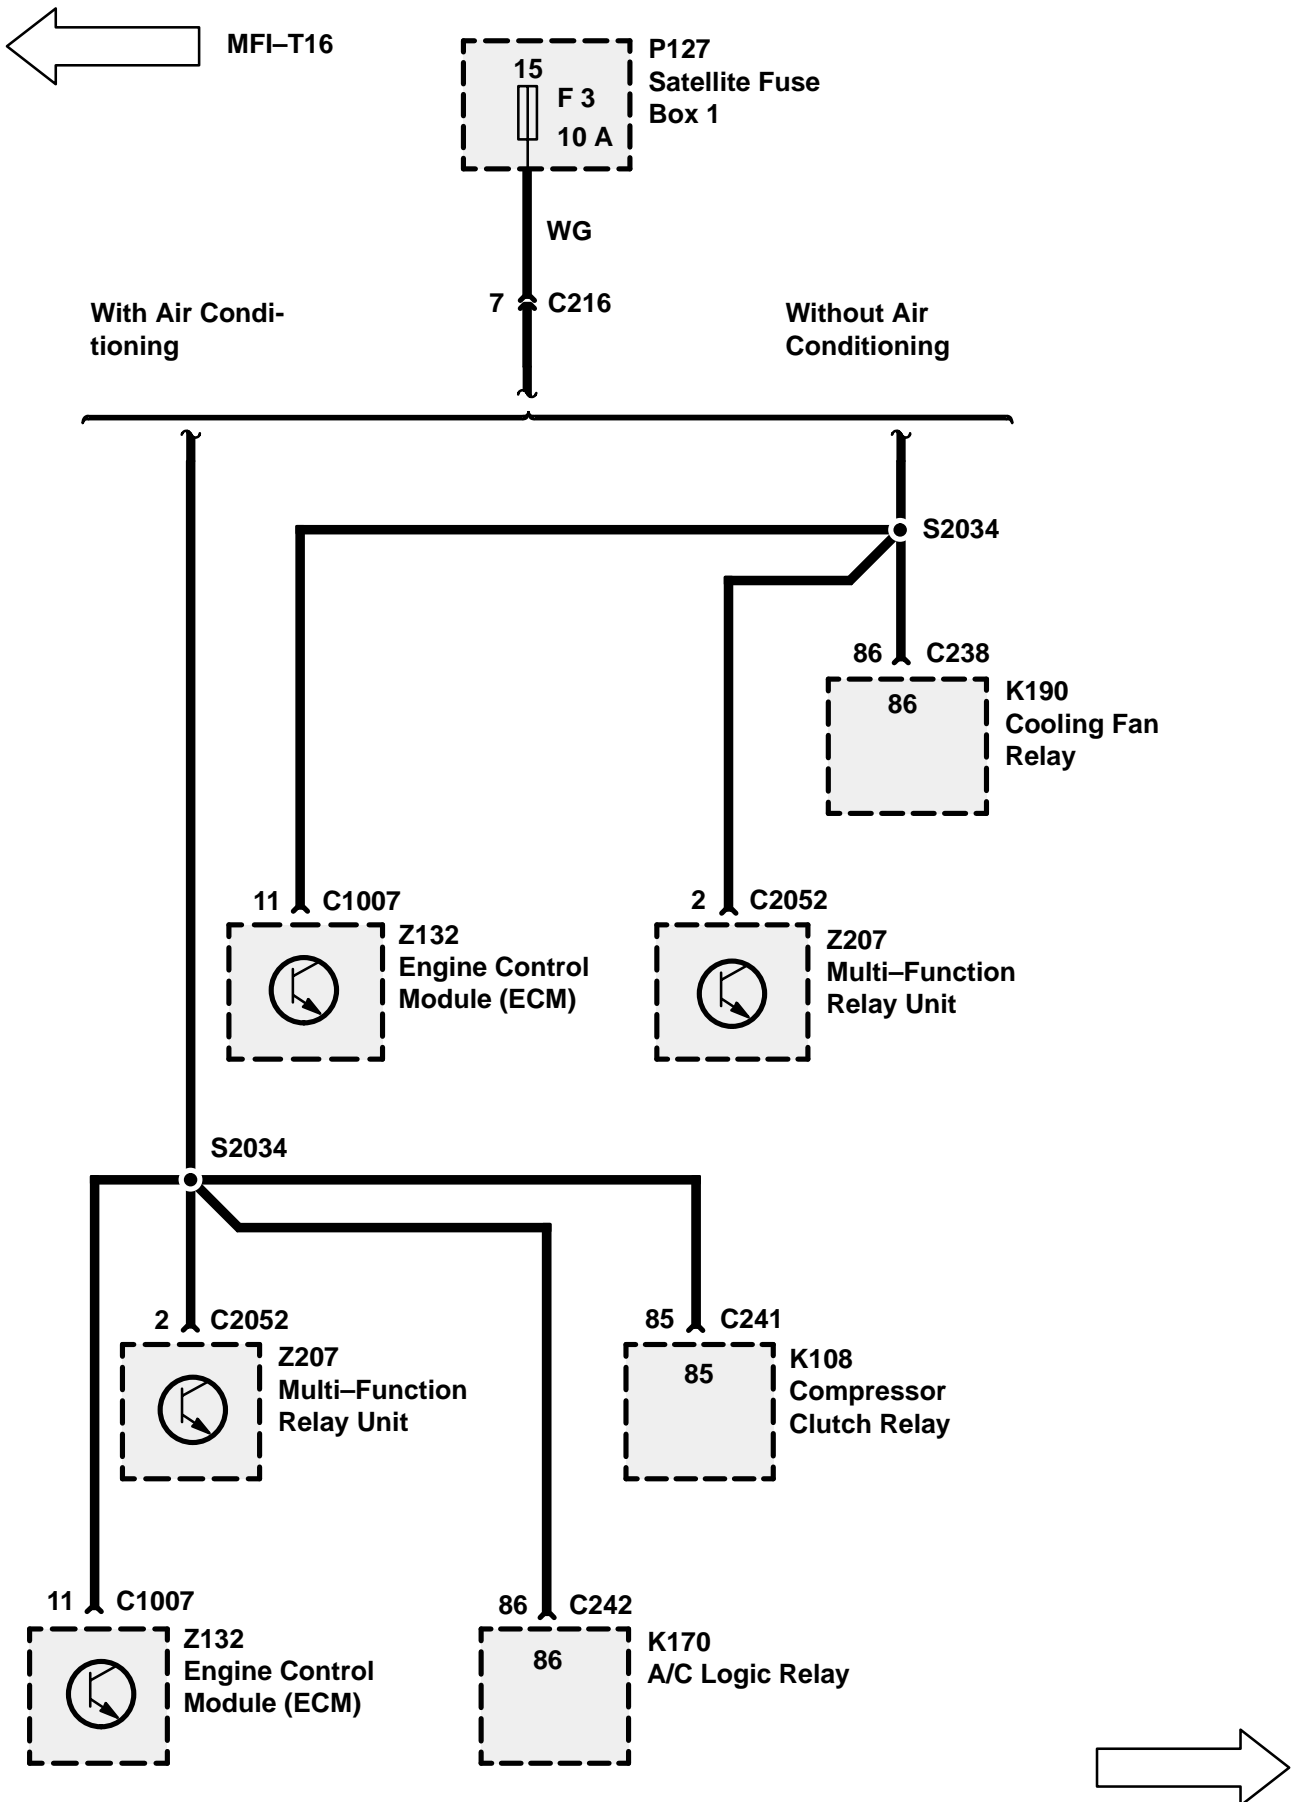 MFI–T16
P127
Satellite Fuse
Box 1
15
F 3
10 A
WG
7 C216
With Air Condi-
tioning
Without Air
Conditioning
S2034
86 C238
86
K190
Cooling Fan
Relay
11 C1007
Z132
Engine Control
Module (ECM)
2 C2052
Z207
Multi–Function
Relay Unit
S2034
2 C2052
Z207
Multi–Function
Relay Unit
85 C241
85
K108
Compressor
Clutch Relay
11 C1007
Z132
Engine Control
Module (ECM)
86 C242
86
K170
A/C Logic Relay